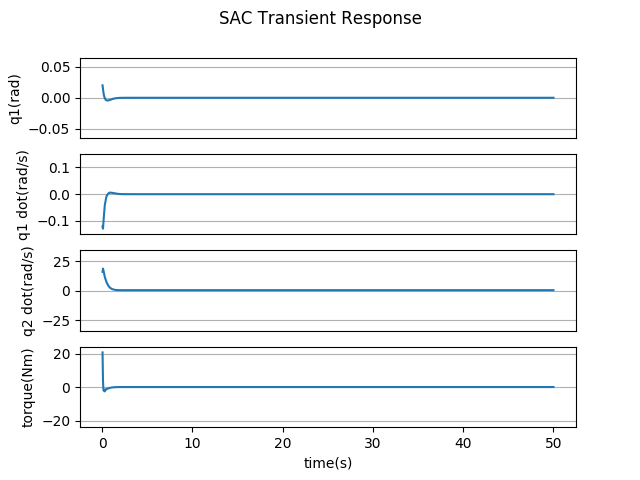 SAC Transient Response
0.05
0.00
−0.05
q1(rad)
0.1
0.0
−0.1
q1 dot(rad/s)
25
0
−25
q2 dot(rad/s)
20
0
−20
torque(Nm)
0 10 20 30 40 50
time(s)